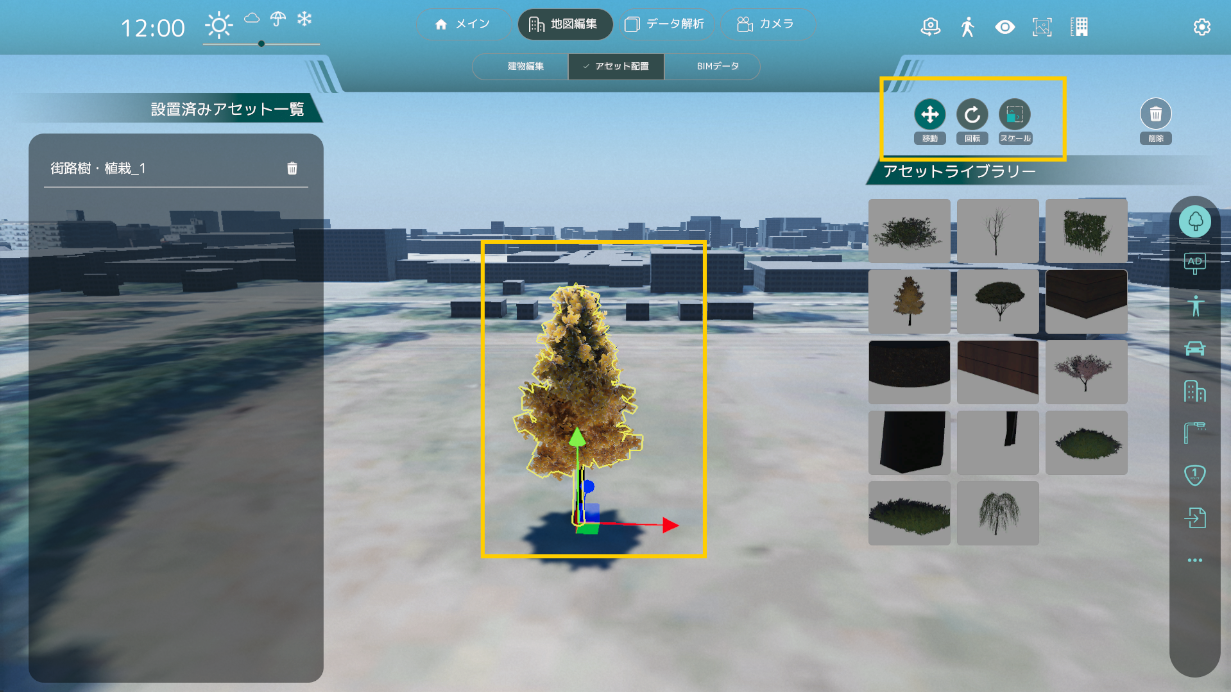 12:00
メイン
地図編集
データ解析
カメラ
建物編集
アセット配置
BIMデータ
設置済みアセット一覧
街路樹・植栽_1
移動
回転
スケール
削除
アセットライブラリー
AD
1